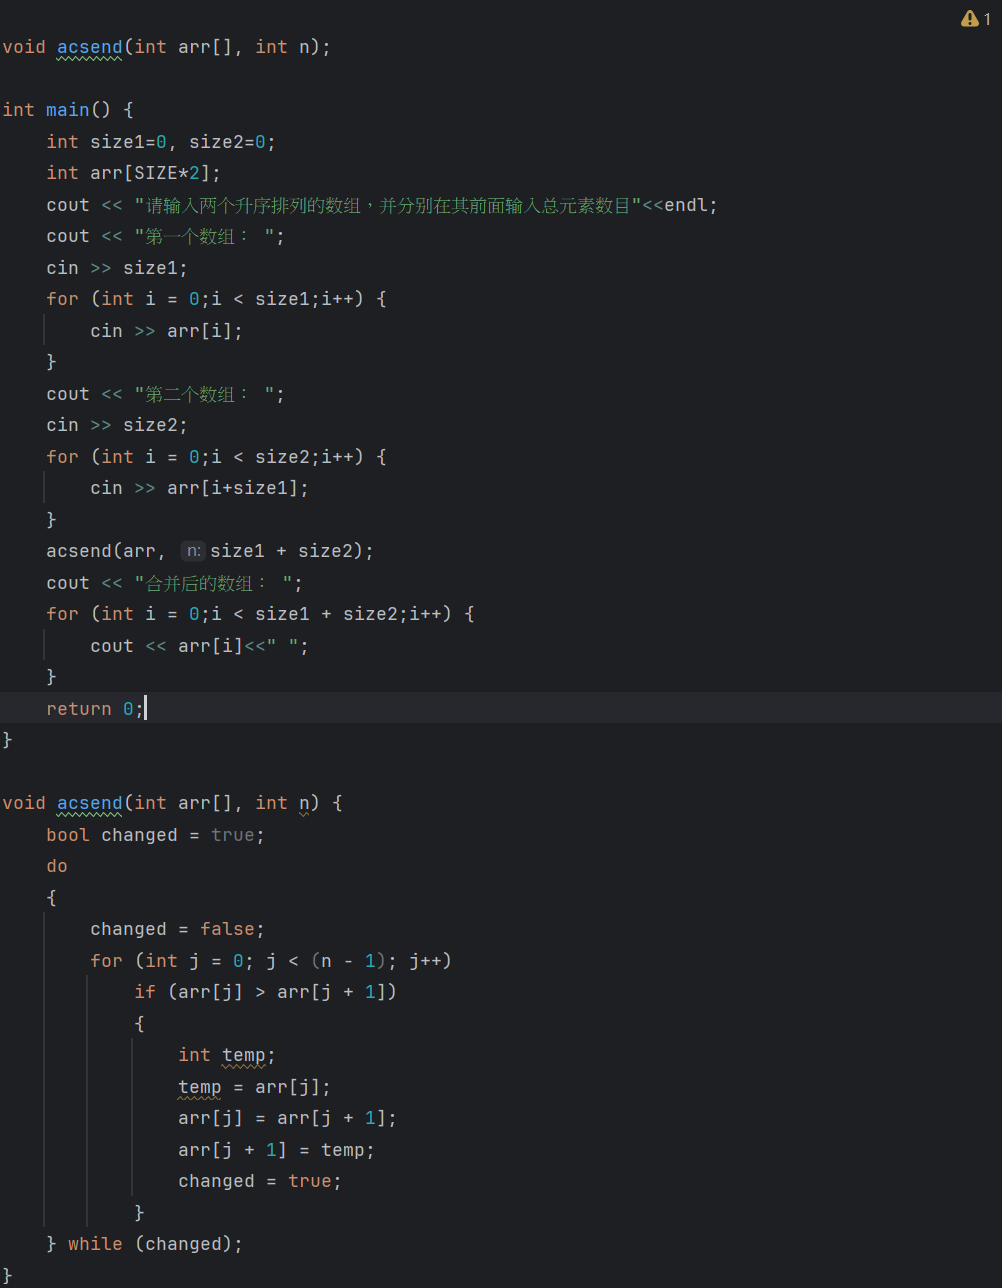 1
void acsend(int arr[], int n);
int main() {
int size1=0, size2=0;
int arr[SIZE*2];
cout << "请输入两个升序排列的数组，并分别在其前面输入总元素数目"<<endl;
cout << "第一个数组： ";
cin >> size1;
for (int i = 0;i < size1;i++) {
cin >> arr[i];
}
cout << "第二个数组： ";
cin >> size2;
for (int i = 0;i < size2;i++) {
cin >> arr[i+size1];
}
acsend(arr, n: size1 + size2);
cout << "合并后的数组： ";
for (int i = 0;i < size1 + size2;i++) {
cout << arr[i]<<" ";
}
return 0;
}
void acsend(int arr[], int n) {
bool changed = true;
do
{
changed = false;
for (int j = 0; j < (n - 1); j++)
if (arr[j] > arr[j + 1])
{
int temp;
temp = arr[j];
arr[j] = arr[j + 1];
arr[j + 1] = temp;
changed = true;
}
} while (changed);
}